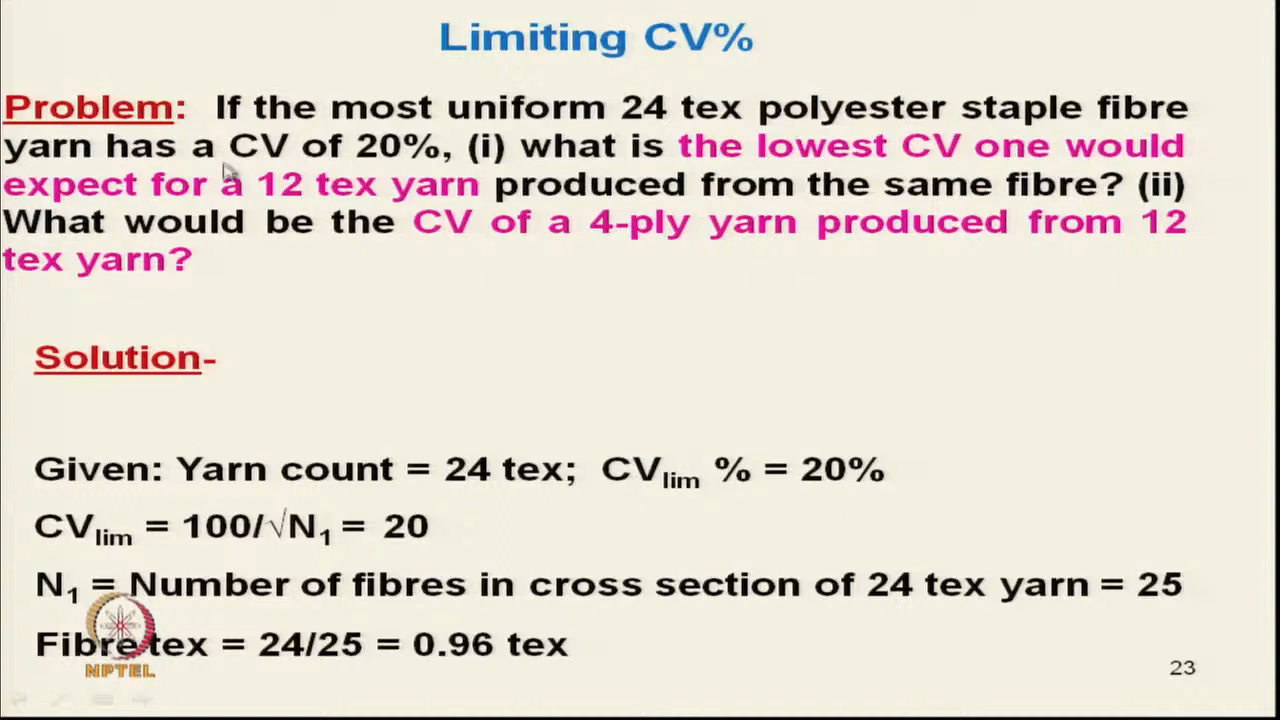 Limiting CV%
Problem: If the most uniform 24 tex polyester staple fibre
yarn has a CV of 20%, (i) what is the lowest CV one would
expect for a 12 tex yarn produced from the same fibre? (ii)
What would be the CV of a 4-ply yarn produced from 12
tex yarn?
Solution-
Given: Yarn count = 24 tex; CVlim % = 20%
CVlim = 100/√N1 = 20
N1 = Number of fibres in cross section of 24 tex yarn = 25
Fibre tex = 24/25 = 0.96 tex
NPTEL
23